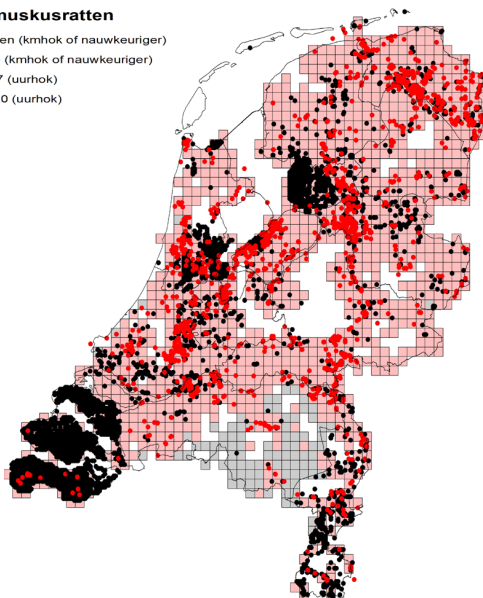 muskusratten
en (kmhok of nauwkeuriger)
(kmhok of nauwkeuriger)
7 (uurhok)
0 (uurhok)